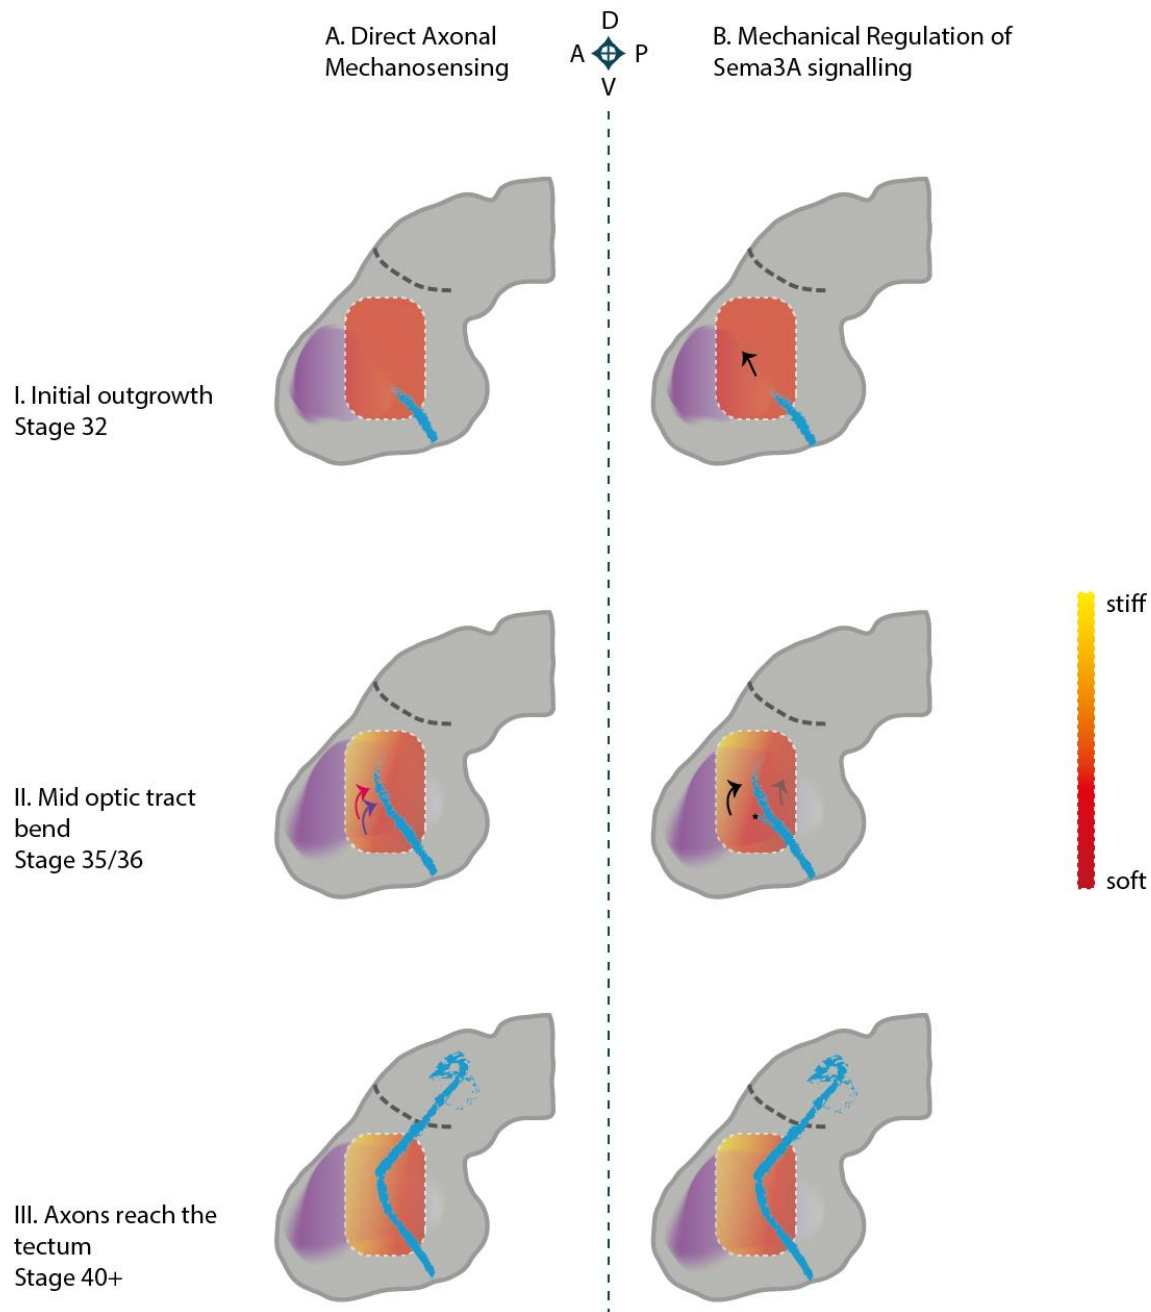 A. Direct Axonal
Mechanosensing
D
A P
V
B. Mechanical Regulation of
Sema3A signalling
I. Initial outgrowth
Stage 32
II. Mid optic tract
bend
Stage 35/36
stiff
soft
III. Axons reach the
tectum
Stage 40+